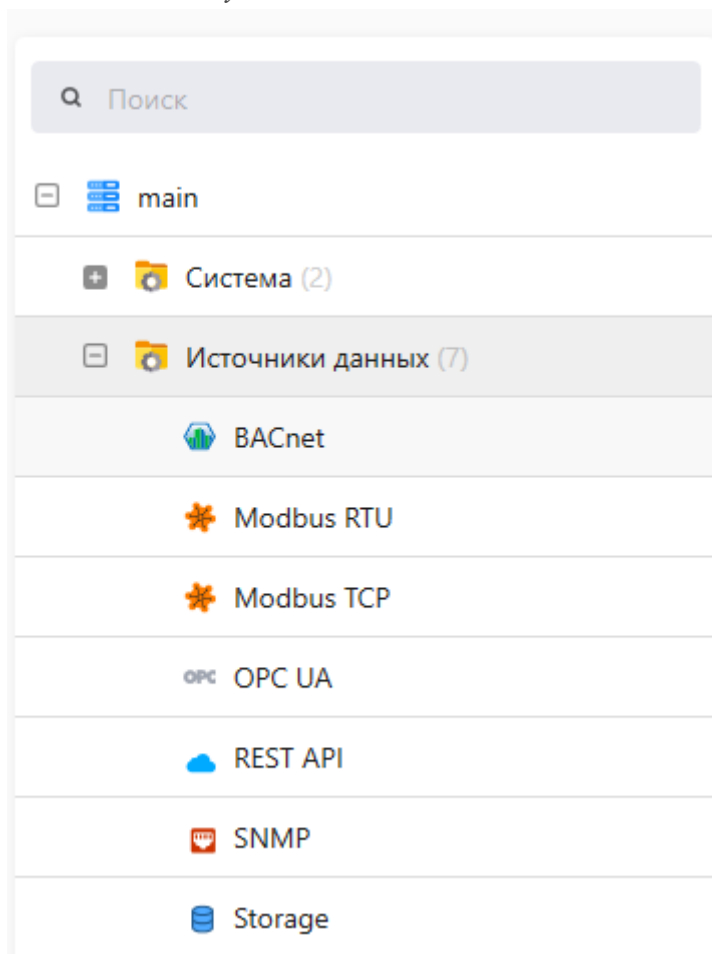 Поиск
main
Система (2)
Источники данных (7)
BACnet
Modbus RTU
Modbus TCP
OPC OPC UA
REST API
SNMP
Storage